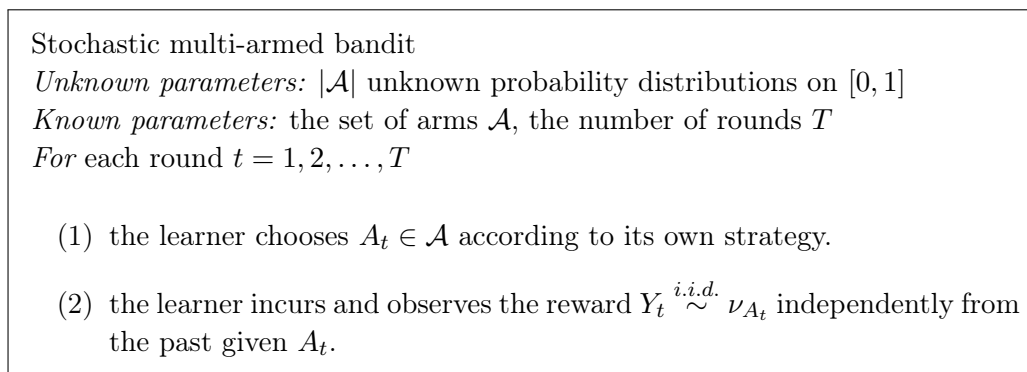 Stochastic multi-armed bandit
Unknown parameters: |𝒜| unknown probability distributions on [0, 1]
Known parameters: the set of arms 𝒜, the number of rounds T
For each round t = 1, 2, . . . , T
(1) the learner chooses A_t ∈ 𝒜 according to its own strategy.
(2) the learner incurs and observes the reward Y_t \overset{i.i.d.}{∼} ν_{A_t} independently from
the past given A_t.